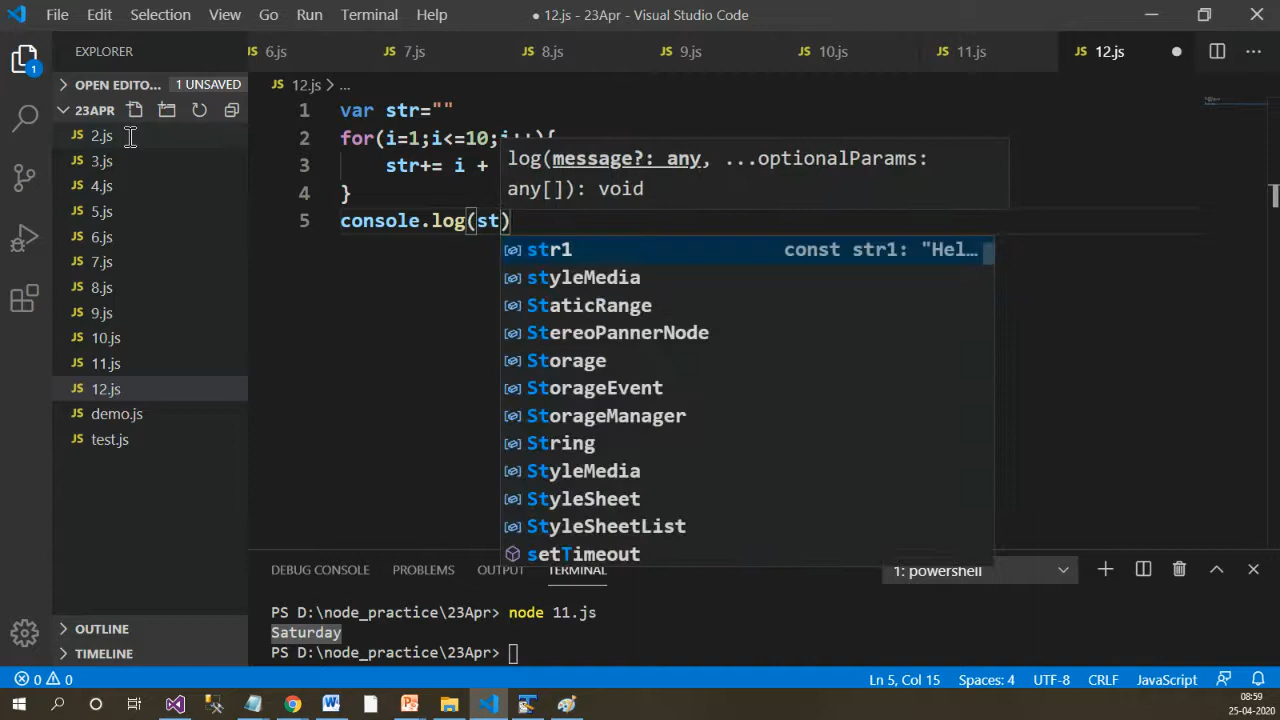 File Edit Selection View Go Run Terminal Help ● 12.js - 23Apr - Visual Studio Code
EXPLORER
6.js 7.js 8.js 9.js 10.js 11.js 12.js
1
OPEN EDITO... 1 UNSAVED
23APR
2.js
3.js
4.js
5.js
6.js
7.js
8.js
9.js
10.js
11.js
12.js
demo.js
test.js
OUTLINE
TIMELINE
12.js > ...
1 var str=""
2 for(i=1;i<=10;i++){
3 str+= i +
4 }
5 console.log(st)
log(message?: any, ...optionalParams:
any[]): void
str1 const str1: "Hel...
styleMedia
StaticRange
StereoPannerNode
Storage
StorageEvent
StorageManager
String
StyleMedia
StyleSheet
StyleSheetList
setTimeout
DEBUG CONSOLE PROBLEMS OUTPUT TERMINAL 1: powershell
PS D:\node_practice\23Apr> node 11.js
Saturday
PS D:\node_practice\23Apr>
0 0 Ln 5, Col 15 Spaces: 4 UTF-8 CRLF JavaScript
08:59
25-04-2020